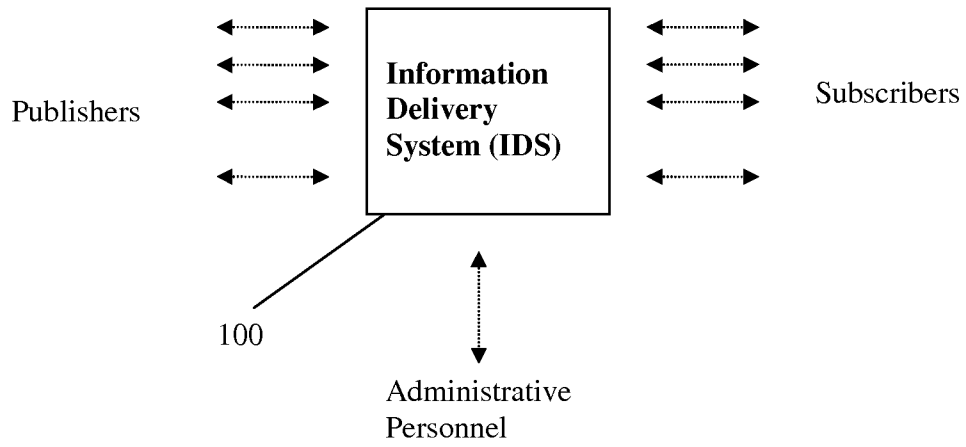 Publishers
Information
Delivery
System (IDS)
Subscribers
100
Administrative
Personnel